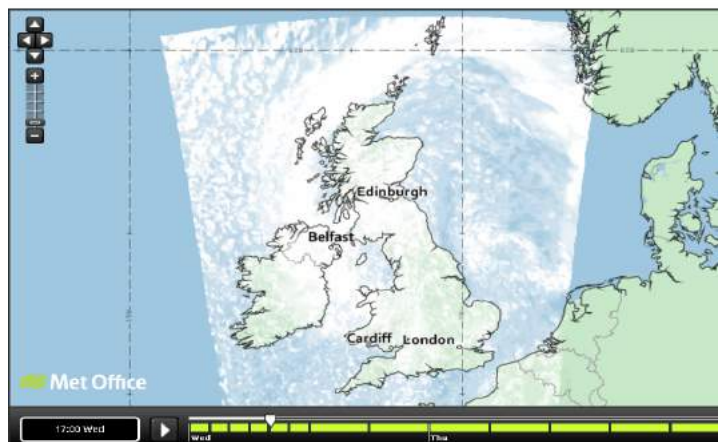 Edinburgh
Belfast
Cardiff London
Met Office
17:00 Wed
Wed Thu